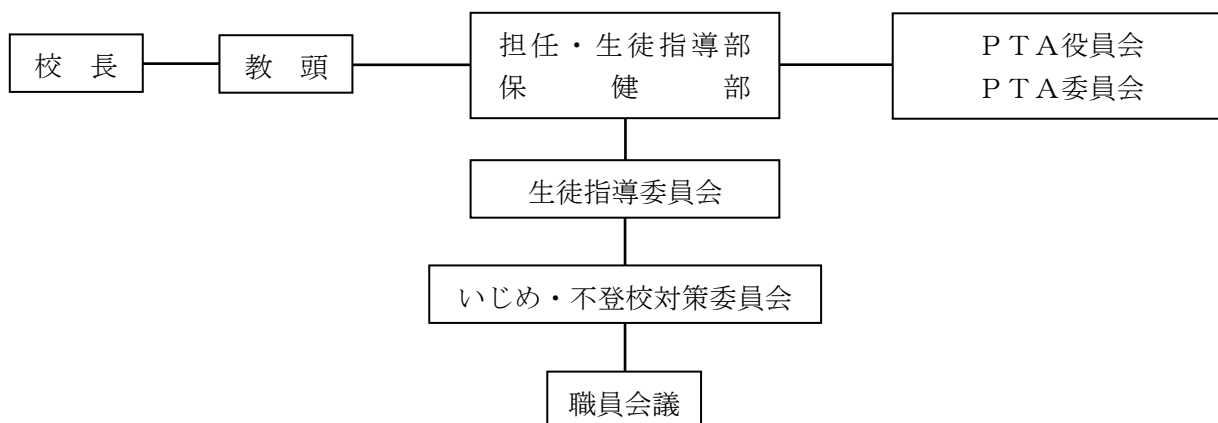 校 長
教 頭
担任・生徒指導部
保 健 部
ＰＴＡ役員会
ＰＴＡ委員会
生徒指導委員会
いじめ・不登校対策委員会
職員会議